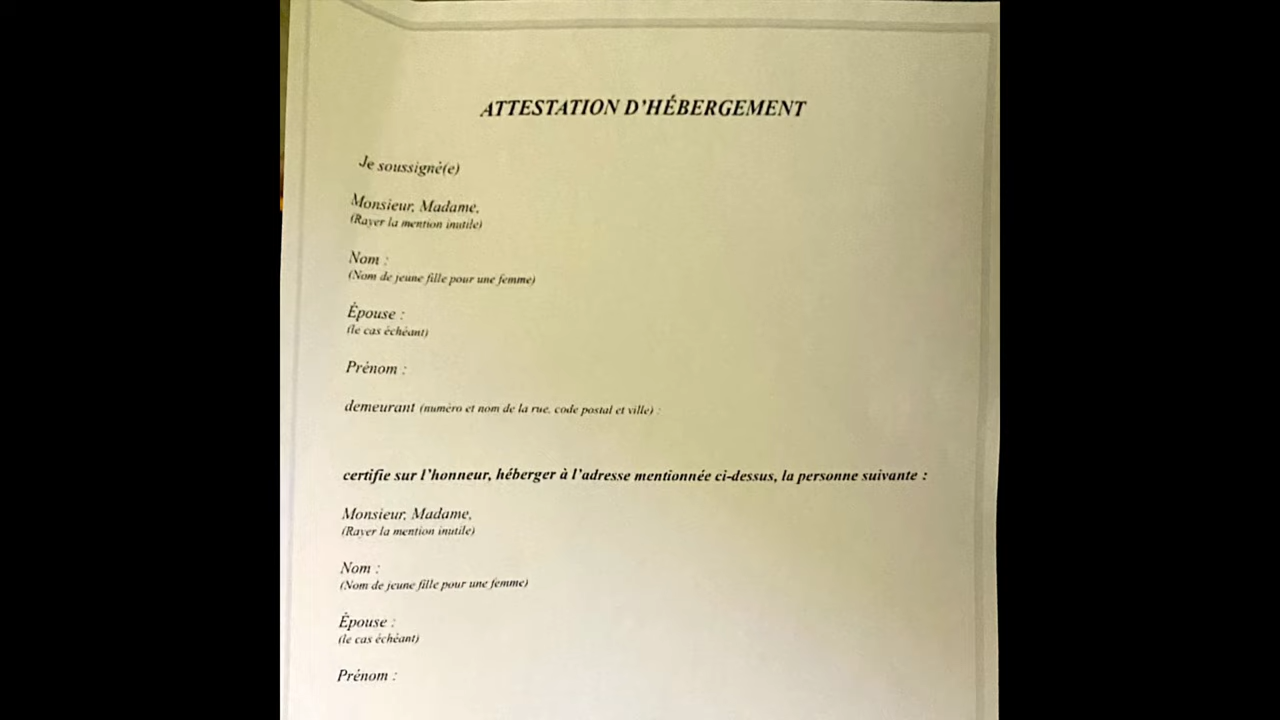 ATTESTATION D'HÉBERGEMENT
Je soussigné(e)
Monsieur, Madame,
(Rayer la mention inutile)
Nom :
(Nom de jeune fille pour une femme)
Épouse :
(le cas échéant)
Prénom :
demeurant (numéro et nom de la rue, code postal et ville) :
certifie sur l'honneur, héberger à l'adresse mentionnée ci-dessus, la personne suivante :
Monsieur, Madame,
(Rayer la mention inutile)
Nom :
(Nom de jeune fille pour une femme)
Épouse :
(le cas échéant)
Prénom :